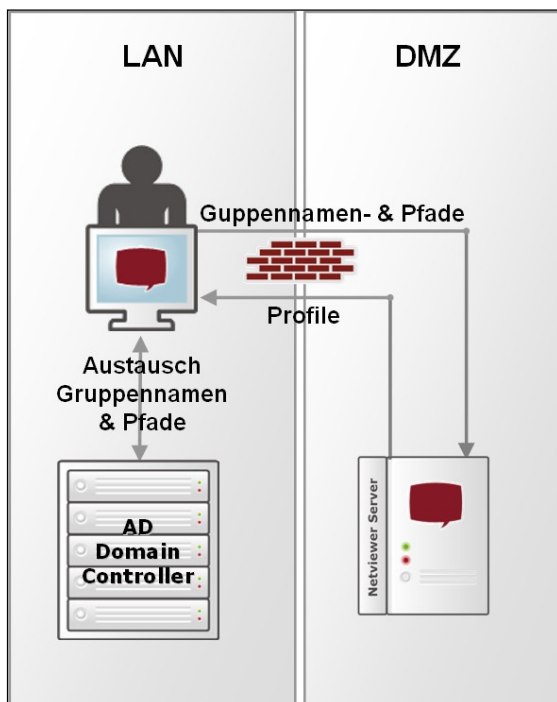 LAN
DMZ
Guppennamen- & Pfade
Profile
Austausch
Gruppennamen
& Pfade
AD
Domain
Controller
Netviewer Server